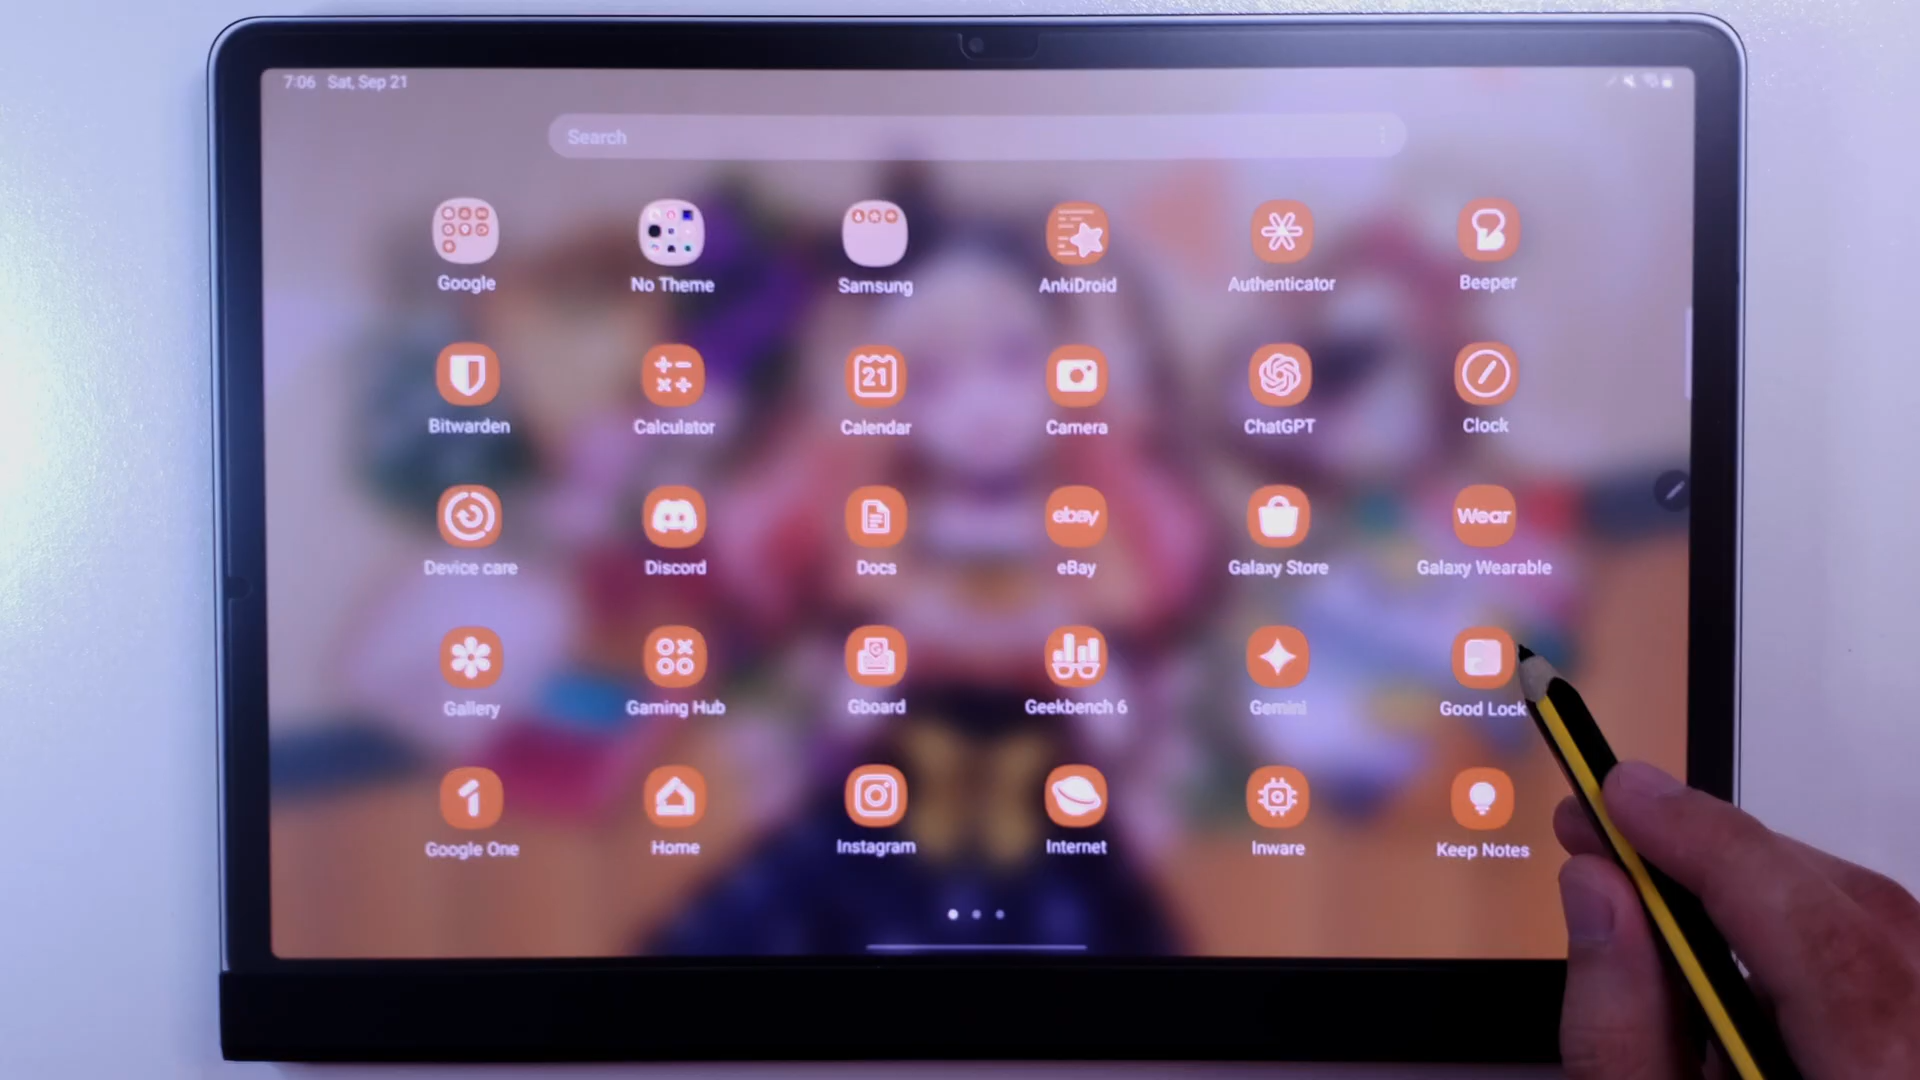 7:06 Sat, Sep 21
Search
Google
No Theme
Samsung
AnkiDroid
Authenticator
Beeper
21
Bitwarden
Calculator
Calendar
Camera
ChatGPT
Clock
ebay
Wear
Device care
Discord
Docs
eBay
Galaxy Store
Galaxy Wearable
Gallery
Gaming Hub
Gboard
Geekbench 6
Gemini
Good Lock
Google One
Home
Instagram
Internet
Inware
Keep Notes